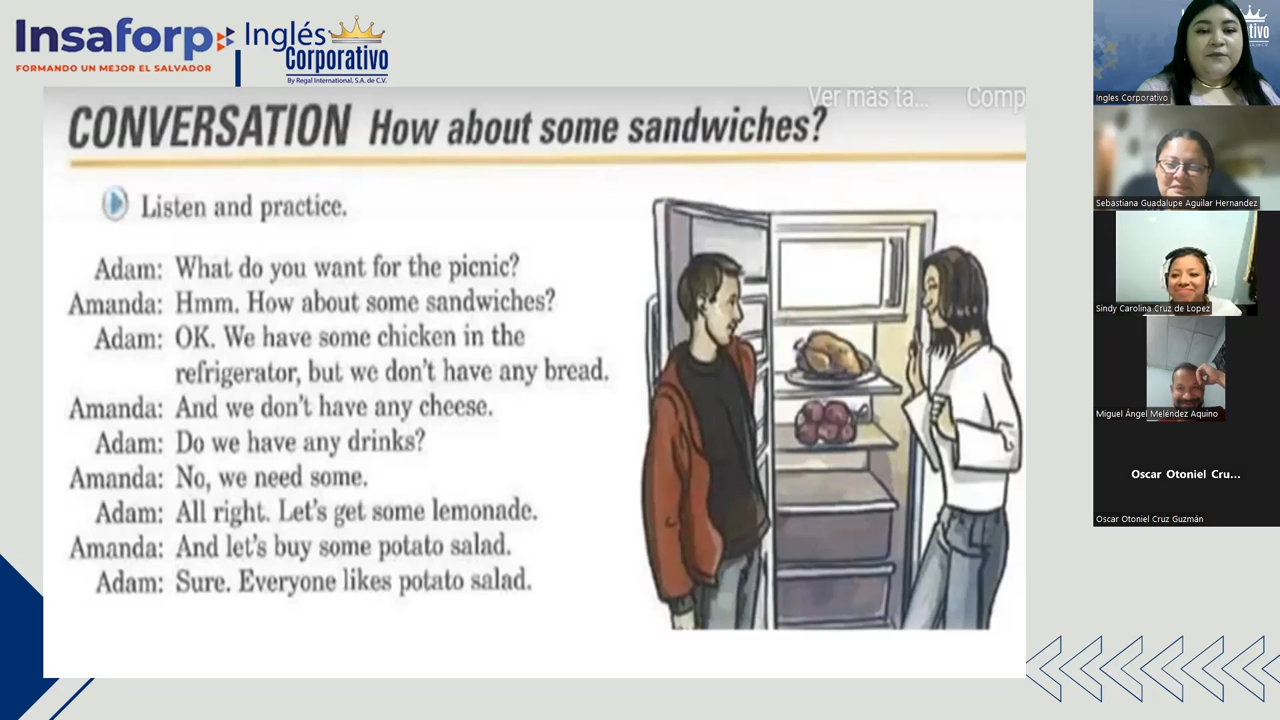 Insaforp
FORMANDO UN MEJOR EL SALVADOR
Inglés
Corporativo
By Regal International, S.A. de C.V.
Ver más ta... Comp
CONVERSATION How about some sandwiches?
Listen and practice.
Adam: What do you want for the picnic?
Amanda: Hmm. How about some sandwiches?
Adam: OK. We have some chicken in the
refrigerator, but we don't have any bread.
Amanda: And we don't have any cheese.
Adam: Do we have any drinks?
Amanda: No, we need some.
Adam: All right. Let's get some lemonade.
Amanda: And let's buy some potato salad.
Adam: Sure. Everyone likes potato salad.
Ingles Corporativo
Sebastiana Guadalupe Aguilar Hernandez
Sindy Carolina Cruz de Lopez
Miguel Ángel Meléndez Aquino
Oscar Otoniel Cru...
Oscar Otoniel Cruz Guzmán